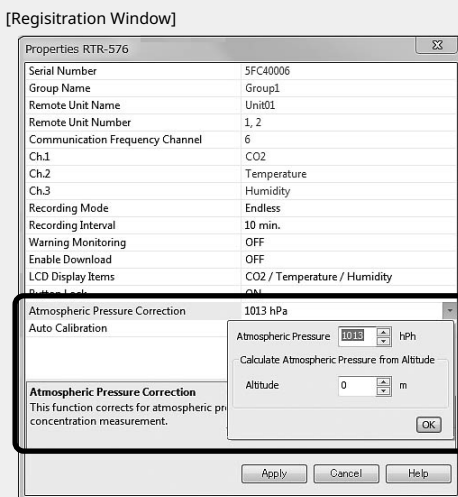 [Regisitration Window]
Properties RTR-576
Serial Number 5FC40006
Group Name Group1
Remote Unit Name Unit01
Remote Unit Number 1, 2
Communication Frequency Channel 6
Ch.1 CO2
Ch.2 Temperature
Ch.3 Humidity
Recording Mode Endless
Recording Interval 10 min.
Warning Monitoring OFF
Enable Download OFF
LCD Display Items CO2 / Temperature / Humidity
Button Lock ON
Atmospheric Pressure Correction 1013 hPa
Auto Calibration
Atmospheric Pressure 1013 hPh
Calculate Atmospheric Pressure from Altitude
Altitude 0 m
OK
Atmospheric Pressure Correction
This function corrects for atmospheric
concentration measurement.
Apply Cancel Help